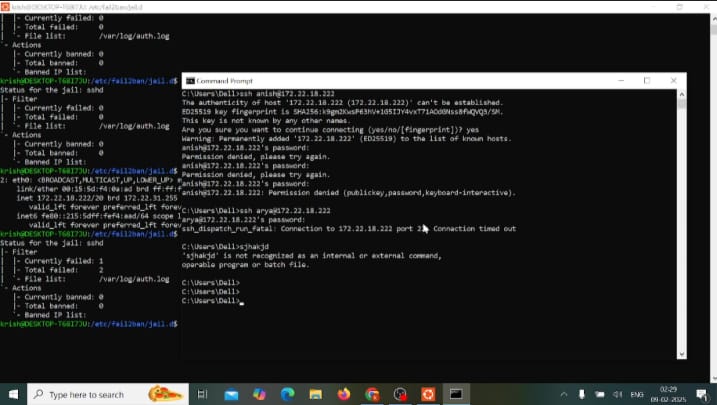 krish@DESKTOP-T68I7JU: /etc/fail2ban/jail.d
|  |- Currently failed: 0
|  |- Total failed:     0
|  `- File list:        /var/log/auth.log
`- Actions
   |- Currently banned: 0
   |- Total banned:     0
   `- Banned IP list:
krish@DESKTOP-T68I7JU:/etc/fail2ban/jail.d$
Status for the jail: sshd
|- Filter
|  |- Currently failed: 0
|  |- Total failed:     0
|  `- File list:        /var/log/auth.log
`- Actions
   |- Currently banned: 0
   |- Total banned:     0
   `- Banned IP list:
krish@DESKTOP-T68I7JU:/etc/fail2ban/jail.d$
2: eth0: <BROADCAST,MULTICAST,UP,LOWER_UP>
link/ether 00:15:5d:f4:0a:ad brd ff:ff:f
inet 172.22.18.222/20 brd 172.22.31.255
valid_lft forever preferred_lft forev
inet6 fe80::215:5dff:fef4:aad/64 scope l
valid_lft forever preferred_lft forev
krish@DESKTOP-T68I7JU:/etc/fail2ban/jail.d$
Status for the jail: sshd
|- Filter
|  |- Currently failed: 1
|  |- Total failed:     2
|  `- File list:        /var/log/auth.log
`- Actions
   |- Currently banned: 0
   |- Total banned:     0
   `- Banned IP list:
krish@DESKTOP-T68I7JU:/etc/fail2ban/jail.d$
Command Prompt
C:\Users\Dell>ssh anish@172.22.18.222
The authenticity of host '172.22.18.222 (172.22.18.222)' can't be established.
ED25519 key fingerprint is
This key is not known by any other names.
Are you sure you want to continue connecting (yes/no/[fingerprint])? yes
Warning: Permanently added '172.22.18.222' (ED25519) to the list of known hosts.
anish@172.22.18.222's password:
Permission denied, please try again.
anish@172.22.18.222's password:
Permission denied, please try again.
anish@172.22.18.222's password:
anish@172.22.18.222: Permission denied (publickey,password,keyboard-interactive).
C:\Users\Dell>ssh arya@172.22.18.222
arya@172.22.18.222's password:
ssh_dispatch_run_fatal: Connection to 172.22.18.222 port Connection timed out
C:\Users\Dell>sjhakjd
'sjhakjd' is not recognized as an internal or external command,
operable program or batch file.
C:\Users\Dell>
C:\Users\Dell>
C:\Users\Dell>
Type here to search
ENG
02:29
09-02-2025